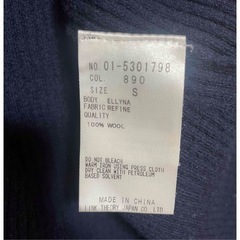 NO 01-5301798
COL 890
SIZE S
BODY ELLYNA
FABRIC REFINE
QUALITY
100% WOOL
DO NOT BLEACH
WARM IRON USING PRESS CLOTH
DRY CLEAN WITH PETROLEUM
BASED SOLVENT
MADE IN CHINA
LINK THEORY JAPAN CO., LTD